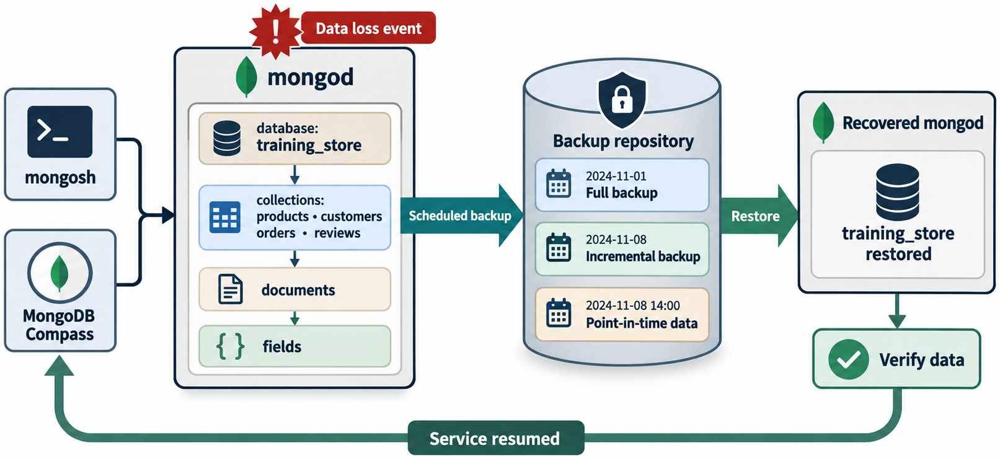 ! Data loss event
mongod
>_
mongosh
MongoDB
Compass
database:
training_store
collections:
products • customers
orders • reviews
documents
{ } fields
Scheduled backup
Backup repository
2024-11-01
Full backup
2024-11-08
Incremental backup
2024-11-08 14:00
Point-in-time data
Restore
Recovered mongod
training_store
restored
Verify data
Service resumed